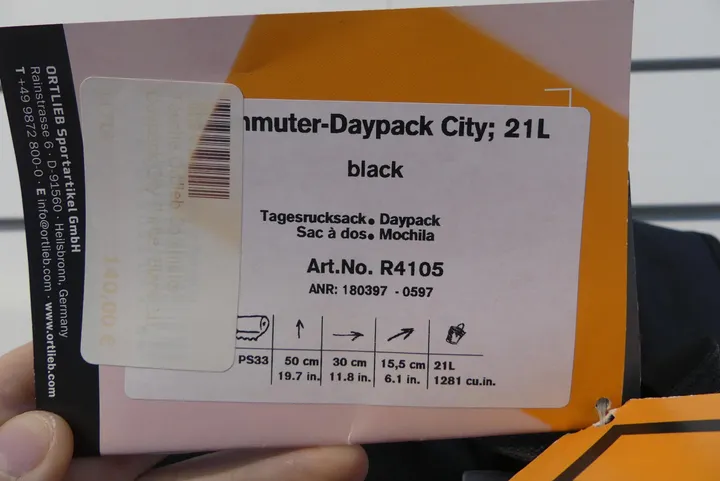 ORTLIEB Sportartikel GmbH
Rainstrasse 6 · D-91560 · Heilsbronn, Germany
T +49 9872 800-0 · E info@ortlieb.com · www.ortlieb.com
140,00 €
muter-Daypack City; 21L
black
Tagesrucksack. Daypack
Sac à dos. Mochila
Art.No. R4105
ANR: 180397 - 0597
PS33 50 cm 30 cm 15,5 cm 21L
19.7 in. 11.8 in. 6.1 in. 1281 cu.in.